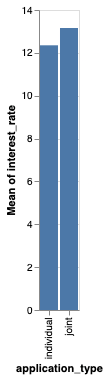 14
12
10
8
6
4
2
0
Mean of interest_rate
individual
joint
application_type